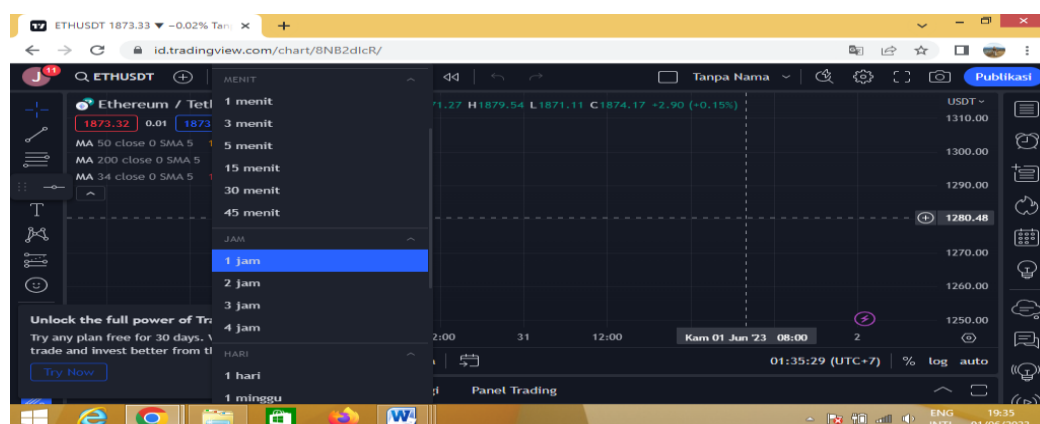 ETHUSDT 1873.33 ▼ −0.02% Tan
id.tradingview.com/chart/8NB2dIcR/
J 11
ETHUSDT
Tanpa Nama
Publikasi
MENIT
1 menit
3 menit
5 menit
15 menit
30 menit
45 menit
JAM
1 jam
2 jam
3 jam
4 jam
HARI
1 hari
1 minggu
Ethereum / Tet
71.27 H1879.54 L1871.11 C1874.17 +2.90 (+0.15%)
1873.32 0.01 1873
MA 50 close 0 SMA 5
MA 200 close 0 SMA 5
MA 34 close 0 SMA 5
USDT
1310.00
1300.00
1290.00
1280.48
1270.00
1260.00
1250.00
Unlock the full power of Tr
Try any plan free for 30 days.
trade and invest better from t
Try Now
2:00 31 12:00 Kam 01 Jun '23 08:00 2
01:35:29 (UTC+7) % log auto
Panel Trading
ENG 19:35
INTL 01/06/2023